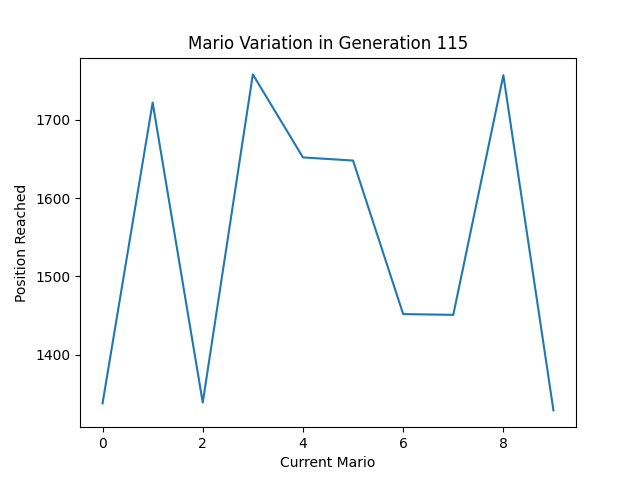 Mario Variation in Generation 115
Position Reached
1700
1600
1500
1400
0 2 4 6 8
Current Mario